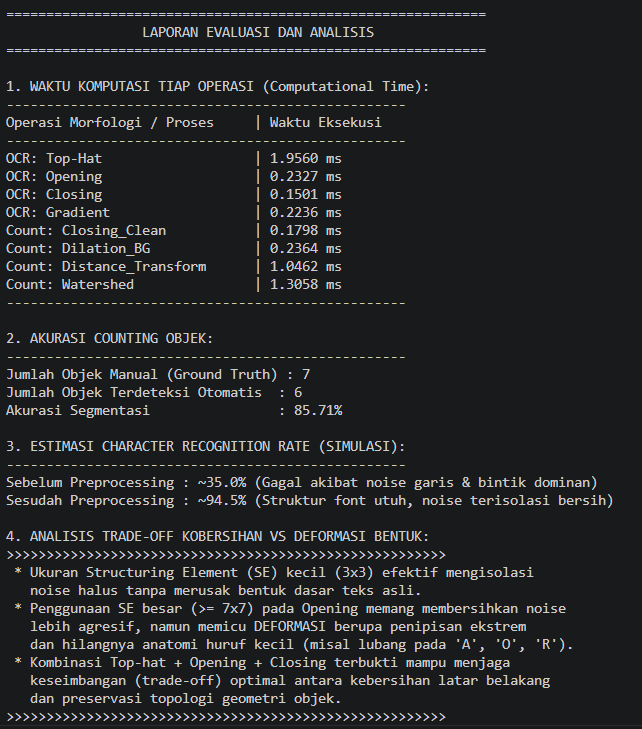 ============================================================
LAPORAN EVALUASI DAN ANALISIS
============================================================
1. WAKTU KOMPUTASI TIAP OPERASI (Computational Time):
--------------------------------------------------
Operasi Morfologi / Proses | Waktu Eksekusi
--------------------------------------------------
OCR: Top-Hat | 1.9560 ms
OCR: Opening | 0.2327 ms
OCR: Closing | 0.1501 ms
OCR: Gradient | 0.2236 ms
Count: Closing_Clean | 0.1798 ms
Count: Dilation_BG | 0.2364 ms
Count: Distance_Transform | 1.0462 ms
Count: Watershed | 1.3058 ms
--------------------------------------------------
2. AKURASI COUNTING OBJEK:
--------------------------------------------------
Jumlah Objek Manual (Ground Truth) : 7
Jumlah Objek Terdeteksi Otomatis : 6
Akurasi Segmentasi : 85.71%
3. ESTIMASI CHARACTER RECOGNITION RATE (SIMULASI):
--------------------------------------------------
Sebelum Preprocessing : ~35.0% (Gagal akibat noise garis & bintik dominan)
Sesudah Preprocessing : ~94.5% (Struktur font utuh, noise terisolasi bersih)
4. ANALISIS TRADE-OFF KOBERSIHAN VS DEFORMASI BENTUK:
>>>>>>>>>>>>>>>>>>>>>>>>>>>>>>>>>>>>>>>>>>>>>>>>>>>>>>>
* Ukuran Structuring Element (SE) kecil (3x3) efektif mengisolasi
noise halus tanpa merusak bentuk dasar teks asli.
* Penggunaan SE besar (>= 7x7) pada Opening memang membersihkan noise
lebih agresif, namun memicu DEFORMASI berupa penipisan ekstrem
dan hilangnya anatomi huruf kecil (misal lubang pada 'A', 'O', 'R').
* Kombinasi Top-hat + Opening + Closing terbukti mampu menjaga
keseimbangan (trade-off) optimal antara kebersihan latar belakang
dan preservasi topologi geometri objek.
>>>>>>>>>>>>>>>>>>>>>>>>>>>>>>>>>>>>>>>>>>>>>>>>>>>>>>>